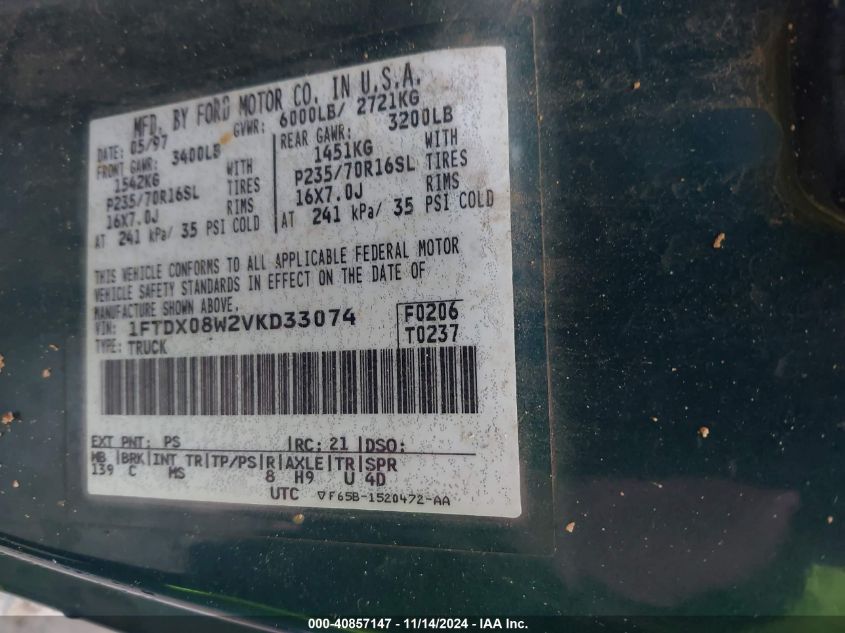 MFD. BY FORD MOTOR CO. IN U.S.A.
DATE: 05/97 GVWR: 6000LB/ 2721KG
FRONT GAWR: 3400LB REAR GAWR: 3200LB
1542KG WITH 1451KG WITH
P235/70R16SL TIRES P235/70R16SL TIRES
16X7.0J RIMS 16X7.0J RIMS
AT 241 kPa/ 35 PSI COLD AT 241 kPa/ 35 PSI COLD
THIS VEHICLE CONFORMS TO ALL APPLICABLE FEDERAL MOTOR
VEHICLE SAFETY STANDARDS IN EFFECT ON THE DATE OF
MANUFACTURE SHOWN ABOVE.
VIN: 1FTDX08W2VKD33074 F0206
TYPE: TRUCK T0237
EXT PNT: PS RC: 21 DSO:
WB BRK INT TR TP/PS R AXLE TR SPR
139 C MS 8 H9 U 4D
UTC ▽F65B-1520472-AA
000-40857147 - 11/14/2024 - IAA Inc.